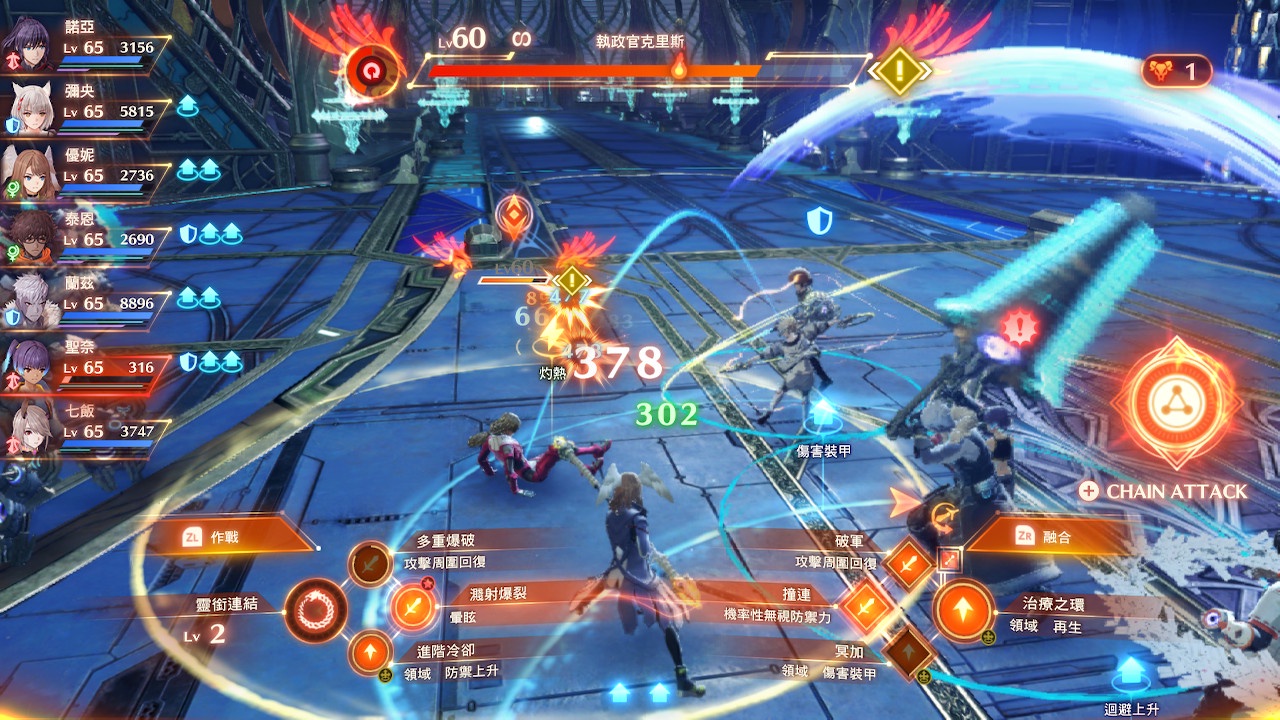 諾亞
Lv 65 3156
彌央
Lv 65 5815
優妮
Lv 65 2736
泰恩
Lv 65 2690
蘭茲
Lv 65 8896
聖奈
Lv 65 316
七飯
Lv 65 3747
Lv 60 執政官克里斯
1
Lv 60
灼熱
378
302
傷害裝甲
CHAIN ATTACK
ZL 作戰
ZR 融合
靈銜連結
Lv 2
多重爆破
攻擊周圍回復
濺射爆裂
暈眩
進階冷卻
領域 防禦上升
破軍
攻擊周圍回復
撞連
機率性無視防禦力
冥加
領域 傷害裝甲
治療之環
領域 再生
迴避上升